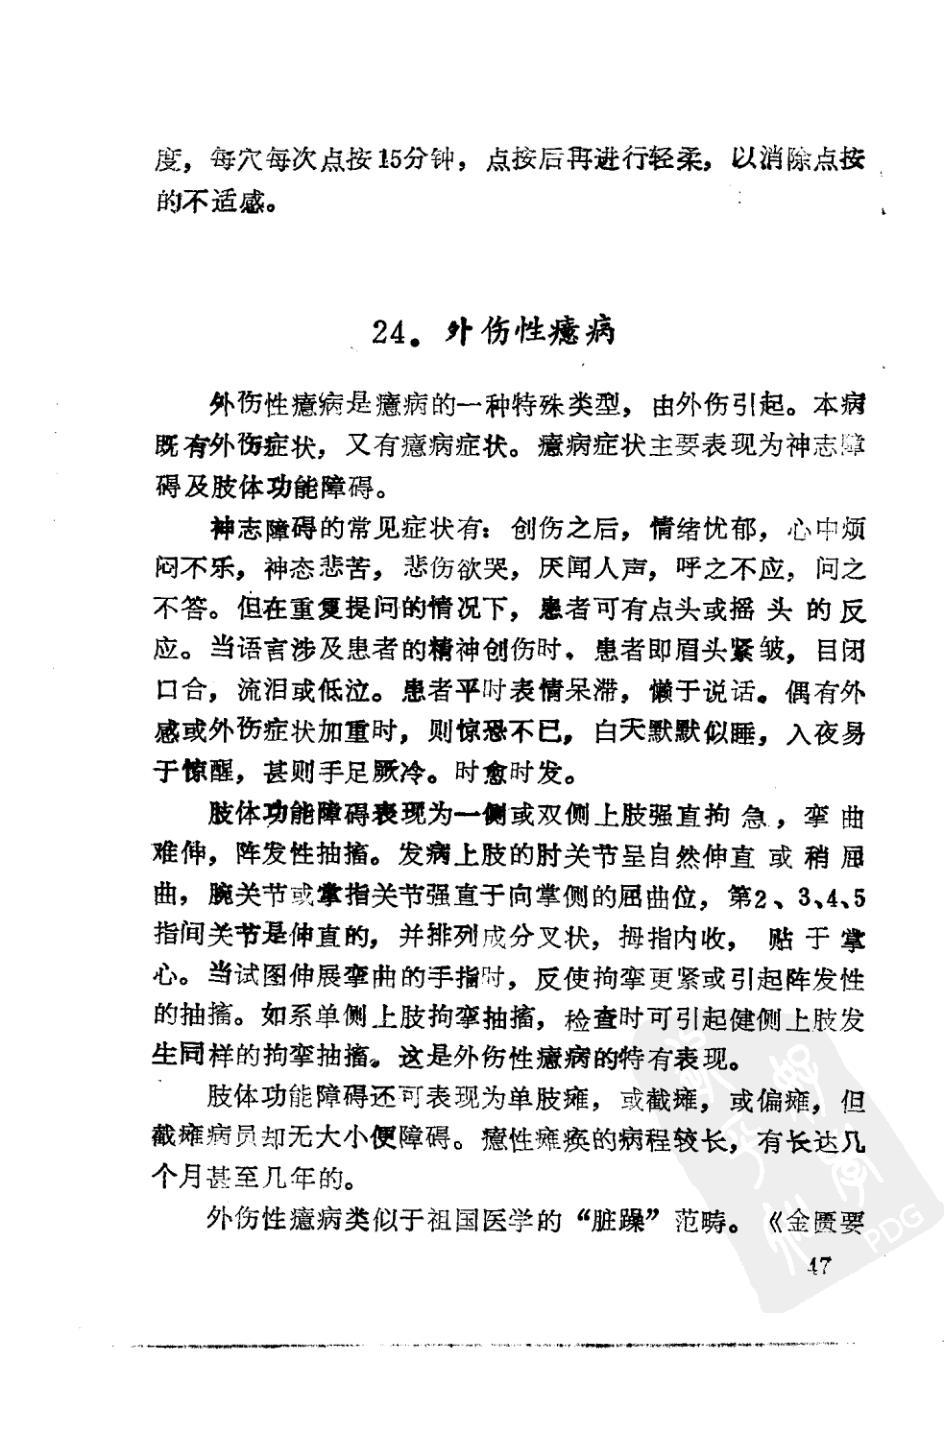 度，每穴每次点按15分钟，点按后再进行轻柔，以消除点按
的不适感。
24。外伤性癔病
外伤性癔病是癔病的一种特殊类型，由外伤引起。本病
既有外伤症状，又有癔病症状。癔病症状主要表现为神志障
碍及肢体功能障碍。
神志障碍的常见症状有：创伤之后，情绪忧郁，心中烦
闷不乐，神态悲苦，悲伤欲哭，厌闻人声，呼之不应，问之
不答。但在重复提问的情况下，患者可有点头或摇头的反
应。当语言涉及患者的精神创伤时，患者即眉头紧皱，目闭
口合，流泪或低泣。患者平时表情呆滞，懒于说话。偶有外
感或外伤症状加重时，则惊恐不已，白天默默似睡，入夜易
于惊醒，甚则手足厥冷。时愈时发。
肢体功能障碍表现为一侧或双侧上肢强直拘急，挛曲
难伸，阵发性抽搐。发病上肢的肘关节呈自然伸直或稍屈
曲，腕关节或掌指关节强直于向掌侧的屈曲位，第2、3、4、5
指间关节是伸直的，并排列成分叉状，拇指内收，贴于掌
心。当试图伸展挛曲的手指时，反使拘挛更紧或引起阵发性
的抽搐。如系单侧上肢拘挛抽搐，检查时可引起健侧上肢发
生同样的拘挛抽搐。这是外伤性癔病的特有表现。
肢体功能障碍还可表现为单肢瘫，或截瘫，或偏瘫，但
截瘫病员却无大小便障碍。癔性瘫痪的病程较长，有长达几
个月甚至几年的。
外伤性癔病类似于祖国医学的“脏躁”范畴。《金匮要
47
PDG